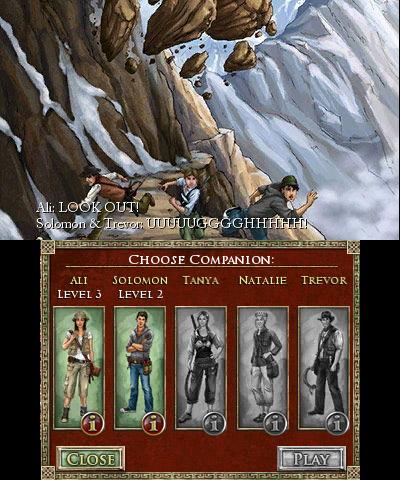 Ali: LOOK OUT!
Solomon & Trevor: UUUUUGGGGHHHHH!
CHOOSE COMPANION:
ALI SOLOMON TANYA NATALIE TREVOR
LEVEL 3 LEVEL 2
i i i i i
CLOSE PLAY